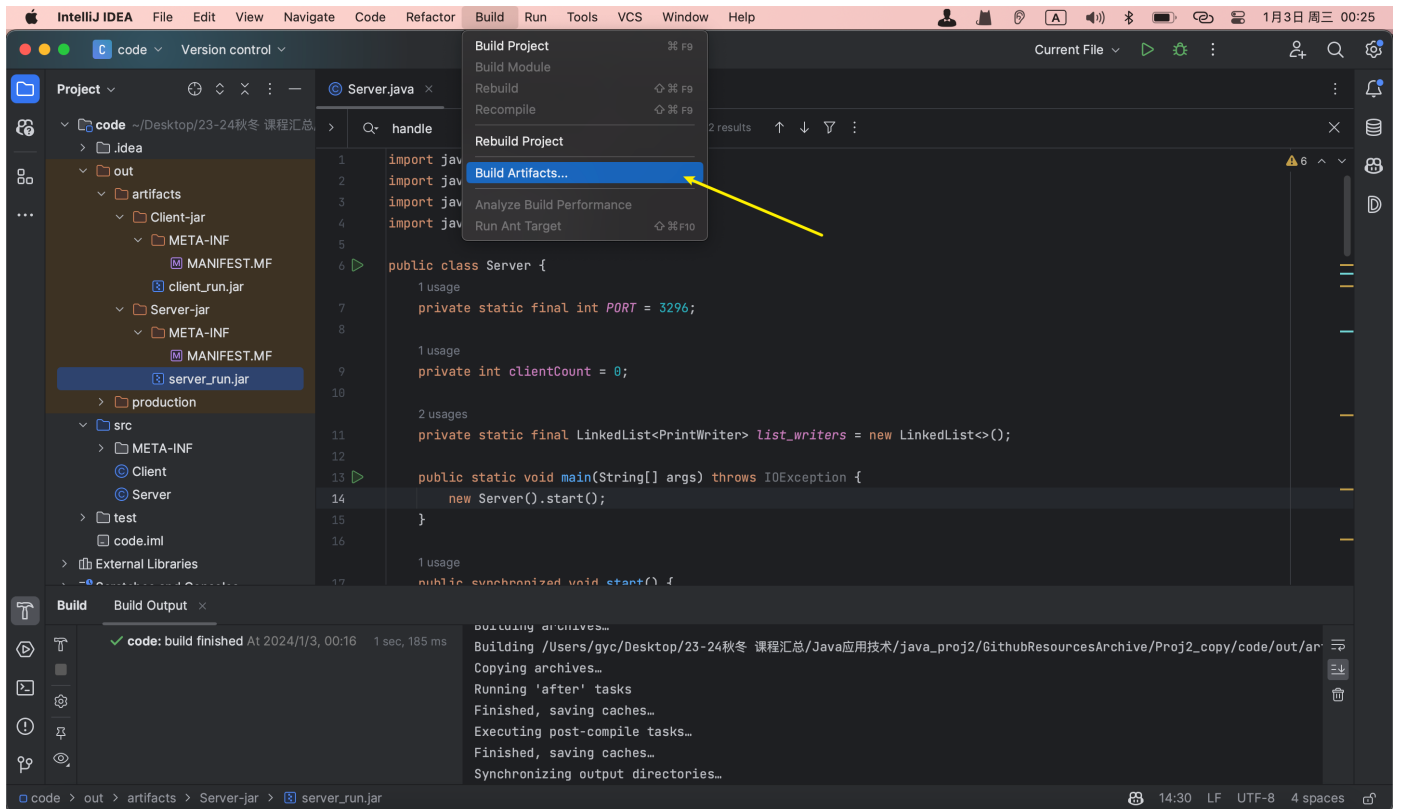 IntelliJ IDEA File Edit View Navigate Code Refactor Build Run Tools VCS Window Help A 1月3日 周三 00:25
C code Version control Current File
Project
Server.java ×
code ~/Desktop/23-24秋冬 课程汇总
.idea
out
artifacts
Client-jar
META-INF
MANIFEST.MF
client_run.jar
Server-jar
META-INF
MANIFEST.MF
server_run.jar
production
src
META-INF
Client
Server
test
code.iml
External Libraries
Scratches and Consoles
Build Project ⌘ F9
Build Module
Rebuild ⇧⌘ F9
Recompile ⇧⌘ F9
Rebuild Project
Build Artifacts...
Analyze Build Performance
Run Ant Target ⇧⌘F10
handle 2 results
6
1 import jav
2 import jav
3 import jav
4 import jav
5
6 public class Server {
1 usage
7 private static final int PORT = 3296;
8
1 usage
9 private int clientCount = 0;
10
2 usages
11 private static final LinkedList<PrintWriter> list_writers = new LinkedList<>();
12
13 public static void main(String[] args) throws IOException {
14 new Server().start();
15 }
16
1 usage
17 public synchronized void start() {
Build Build Output ×
code: build finished At 2024/1/3, 00:16 1 sec, 185 ms
Building archives…
Building /Users/gyc/Desktop/23-24秋冬 课程汇总/Java应用技术/java_proj2/GithubResourcesArchive/Proj2_copy/code/out/ar
Copying archives…
Running 'after' tasks
Finished, saving caches…
Executing post-compile tasks…
Finished, saving caches…
Synchronizing output directories…
code > out > artifacts > Server-jar > server_run.jar 14:30 LF UTF-8 4 spaces